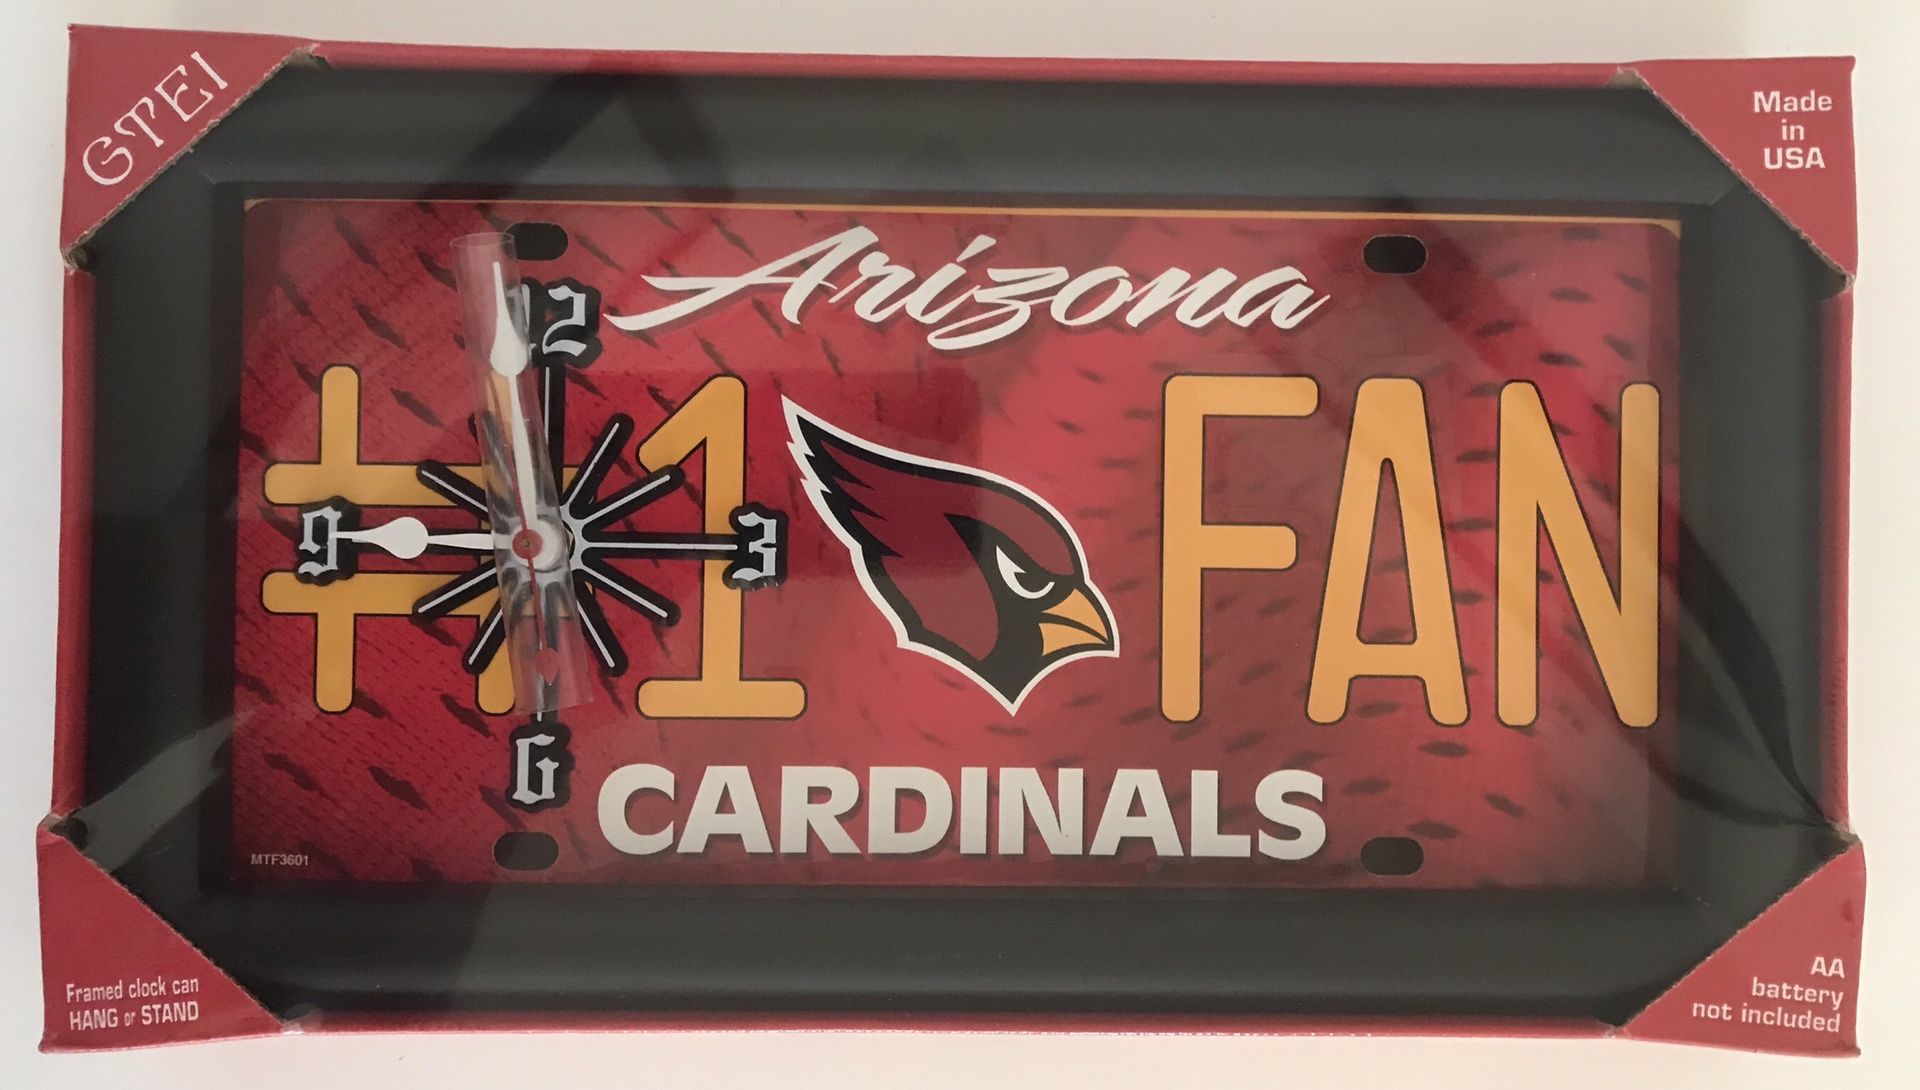 GTEI
Made
in
USA
Arizona
12
9
3
6
#1 FAN
CARDINALS
MTF3601
Framed clock can
HANG or STAND
AA
battery
not included